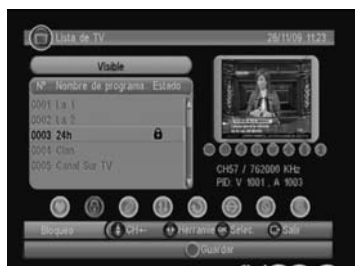 Lista de TV
26/11/09 11:23
Visible
Nº Nombre de programa Estado
0001 La 1
0002 La 2
0003 24h
0004 Clan
0005 Canal Sur TV
CH57 / 762000 KHz
PID: V 1001 , A 1003
Bloqueo CH+- Herramie OK Selec. Salir
Guardar